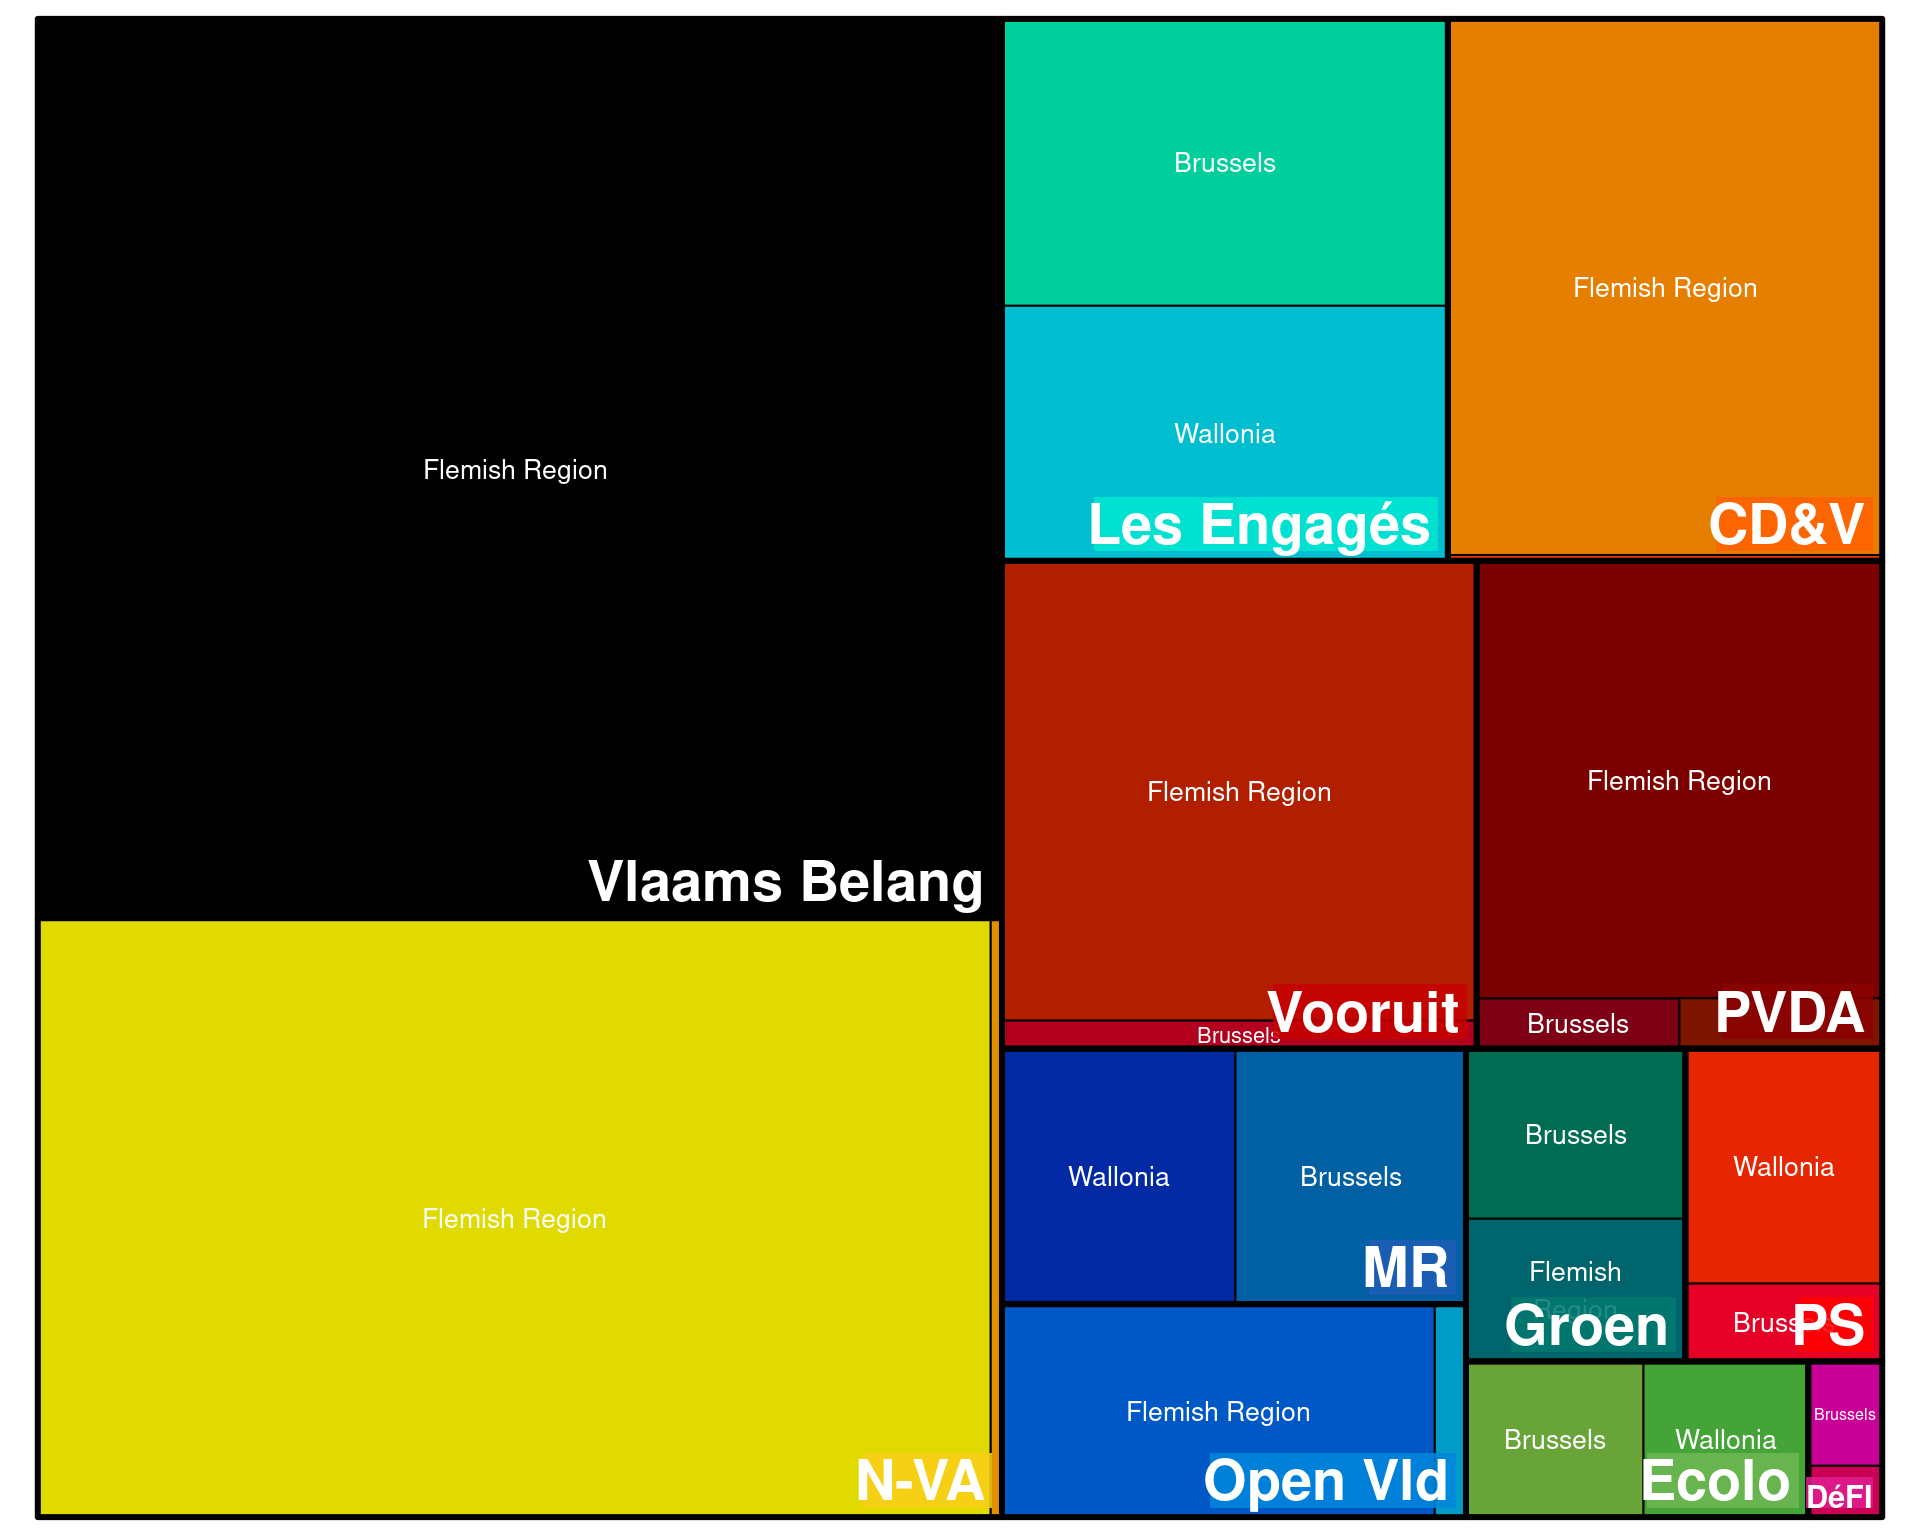 Flemish Region
Vlaams Belang
Flemish Region
N-VA
Brussels
Wallonia
Les Engagés
Flemish Region
CD&V
Flemish Region
Brussels
Vooruit
Flemish Region
Brussels
PVDA
Wallonia
Brussels
MR
Flemish Region
Open Vld
Brussels
Flemish
Region
Groen
Wallonia
Brussels
PS
Brussels
Wallonia
Ecolo
Brussels
DéFI